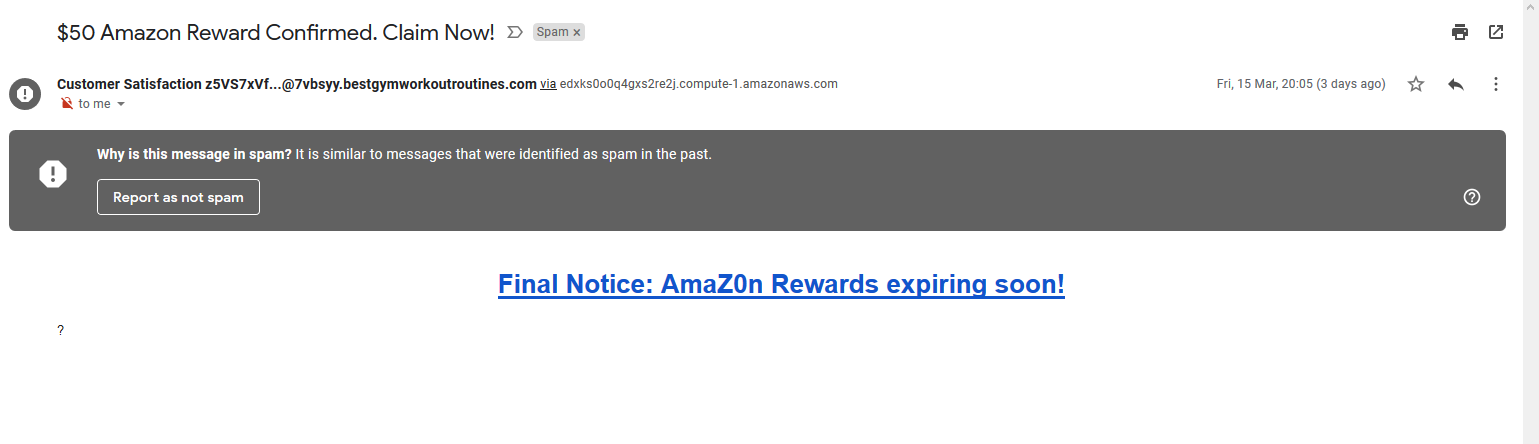 $50 Amazon Reward Confirmed. Claim Now! Spam ×
Customer Satisfaction z5VS7xVf...@7vbsyy.bestgymworkoutroutines.com via edxks0o0q4gxs2re2j.compute-1.amazonaws.com Fri, 15 Mar, 20:05 (3 days ago)
to me
Why is this message in spam? It is similar to messages that were identified as spam in the past.
Report as not spam
Final Notice: AmaZ0n Rewards expiring soon!
?